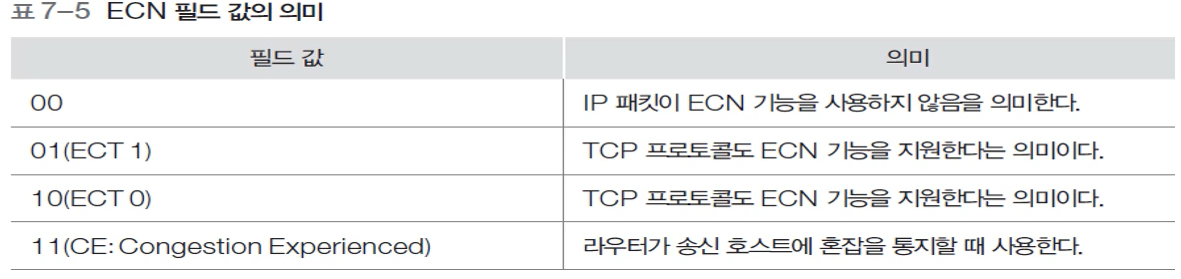 표 7-5 ECN 필드 값의 의미
필드 값 의미
00 IP 패킷이 ECN 기능을 사용하지 않음을 의미한다.
01(ECT 1) TCP 프로토콜도 ECN 기능을 지원한다는 의미이다.
10(ECT 0) TCP 프로토콜도 ECN 기능을 지원한다는 의미이다.
11(CE: Congestion Experienced) 라우터가 송신 호스트에 혼잡을 통지할 때 사용한다.